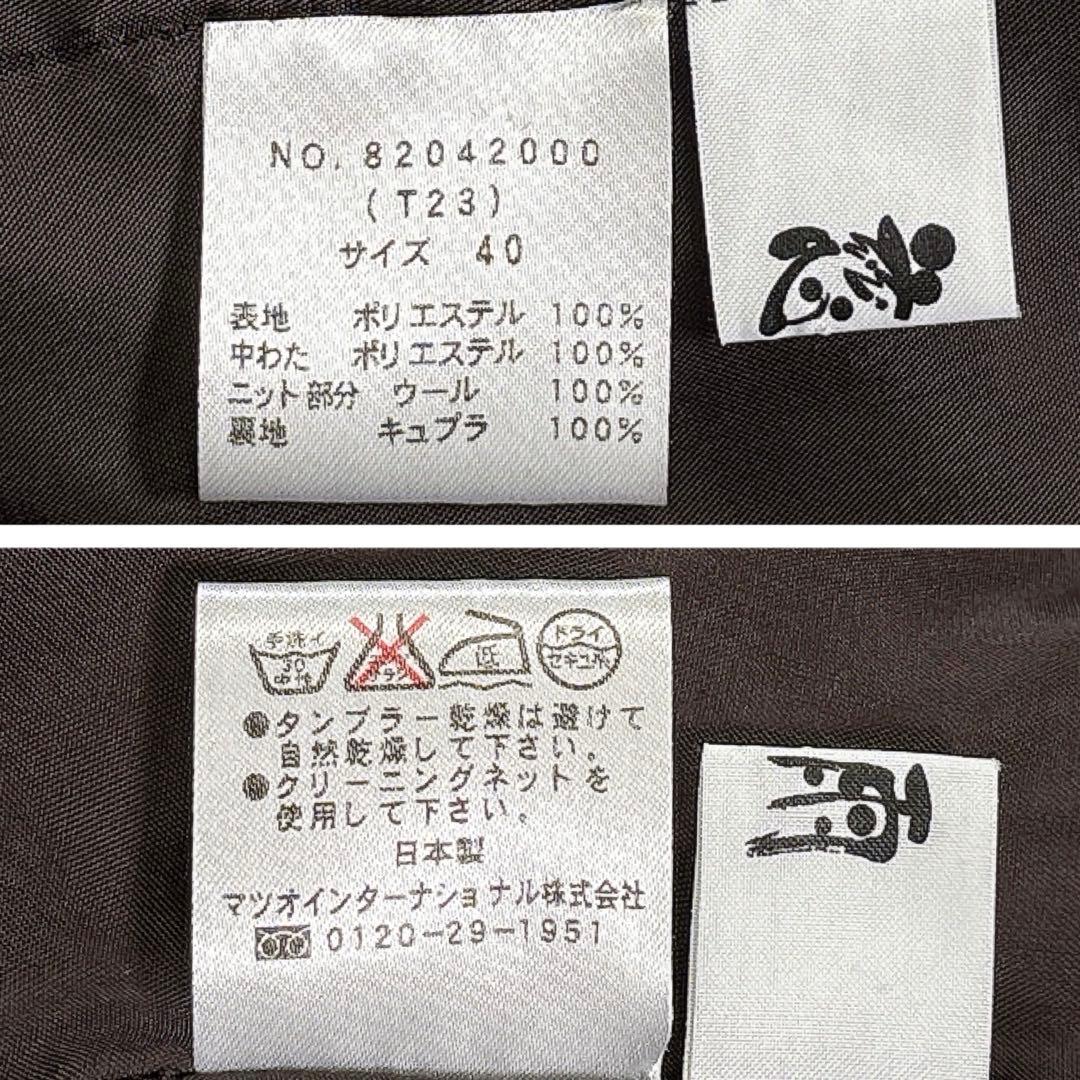 NO. 82042000
(T23)
サイズ 40
表地 ポリエステル 100%
中わた ポリエステル 100%
ニット部分 ウール 100%
裏地 キュプラ 100%
手洗イ
30
中性
ドライ
セキユ系
低
●タンブラー乾燥は避けて
自然乾燥して下さい。
●クリーニングネットを
使用して下さい。
日本製
マツオインターナショナル株式会社
0120-29-1951